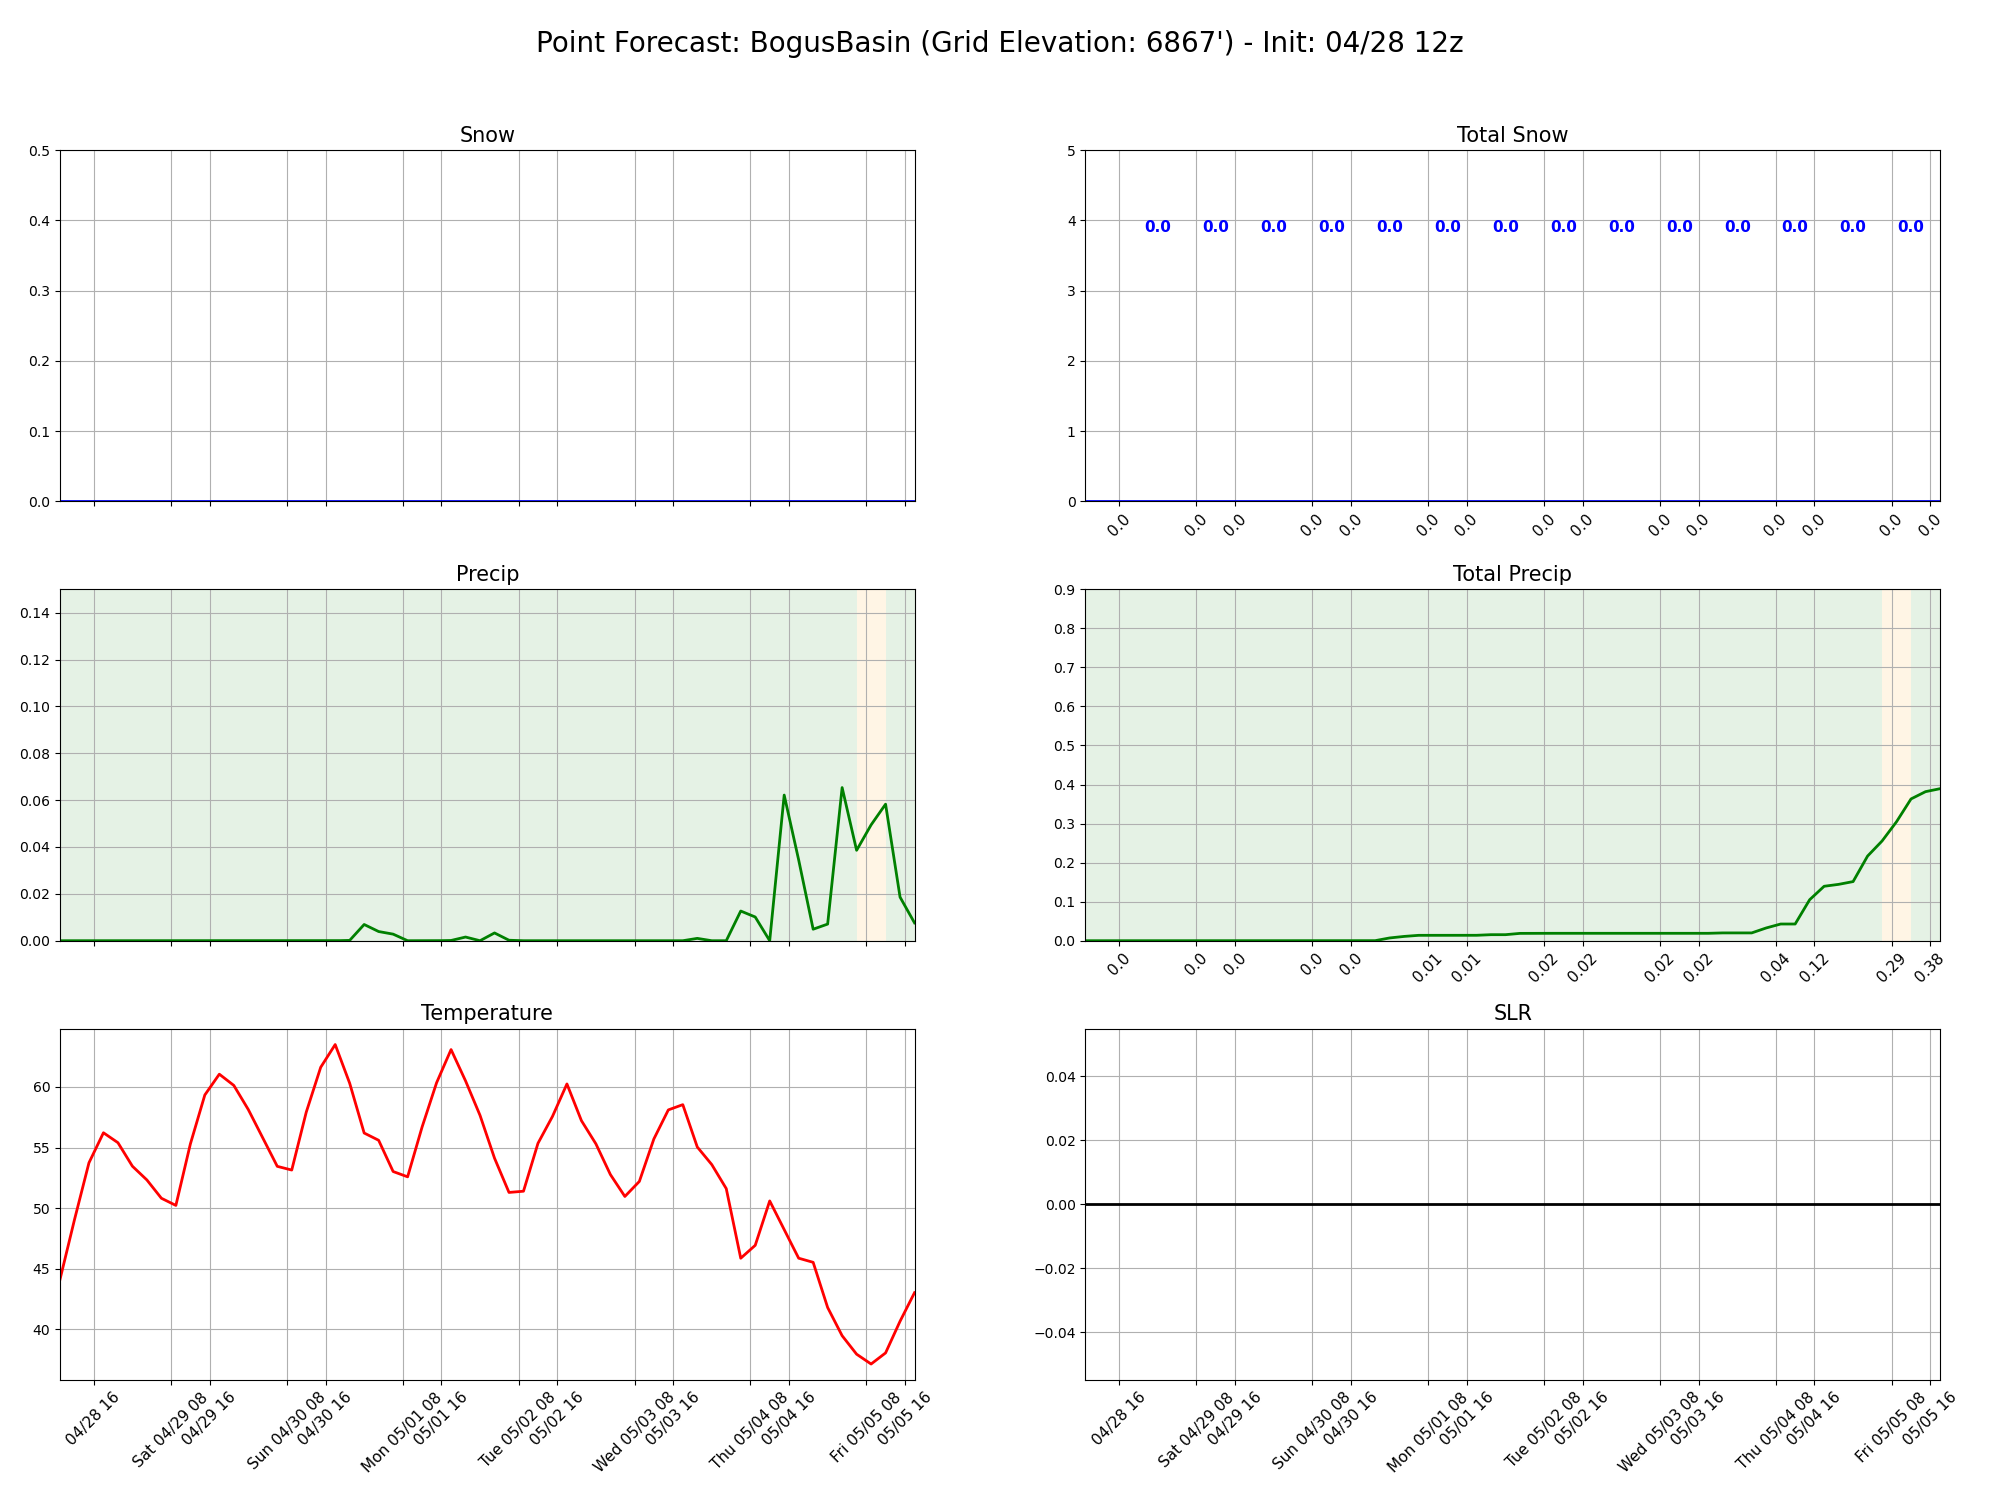 Point Forecast: BogusBasin (Grid Elevation: 6867') - Init: 04/28 12z
Snow
0.5
0.4
0.3
0.2
0.1
0.0
Total Snow
5
4
3
2
1
0
0.0 0.0 0.0 0.0 0.0 0.0 0.0 0.0 0.0 0.0 0.0 0.0 0.0 0.0
0.0 0.0 0.0 0.0 0.0 0.0 0.0 0.0 0.0 0.0 0.0 0.0 0.0 0.0 0.0
Precip
0.14
0.12
0.10
0.08
0.06
0.04
0.02
0.00
Total Precip
0.9
0.8
0.7
0.6
0.5
0.4
0.3
0.2
0.1
0.0
0.0 0.0 0.0 0.0 0.0 0.01 0.01 0.02 0.02 0.02 0.02 0.04 0.12 0.29 0.38
Temperature
60
55
50
45
40
04/28 16
Sat 04/29 08
04/29 16
Sun 04/30 08
04/30 16
Mon 05/01 08
05/01 16
Tue 05/02 08
05/02 16
Wed 05/03 08
05/03 16
Thu 05/04 08
05/04 16
Fri 05/05 08
05/05 16
SLR
0.04
0.02
0.00
−0.02
−0.04
04/28 16
Sat 04/29 08
04/29 16
Sun 04/30 08
04/30 16
Mon 05/01 08
05/01 16
Tue 05/02 08
05/02 16
Wed 05/03 08
05/03 16
Thu 05/04 08
05/04 16
Fri 05/05 08
05/05 16